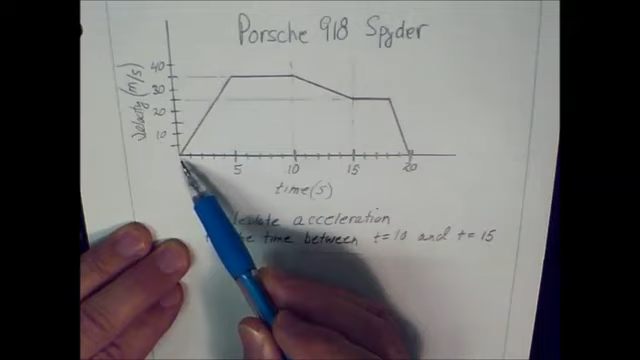 Porsche 918 Spyder
Velocity (m/s)
40
30
20
10
5 10 15 20
time(s)
acceleration
time between t=10 and t=15